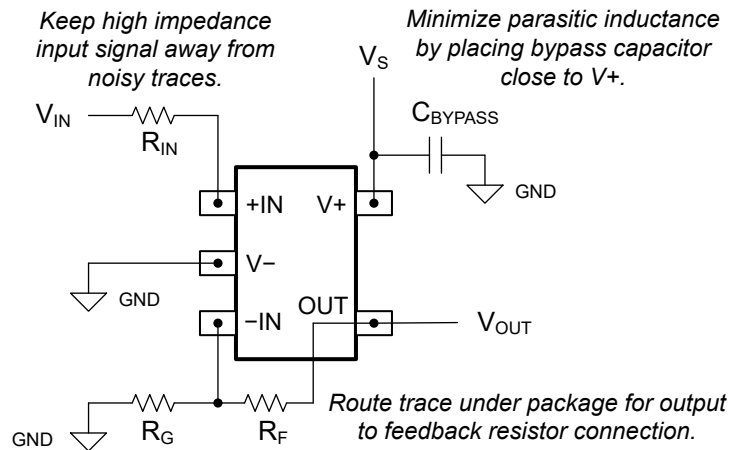 Keep high impedance
input signal away from
noisy traces.
Minimize parasitic inductance
by placing bypass capacitor
close to V+.
VS
CBYPASS
VIN
RIN
GND
+IN
V+
V−
GND
OUT
−IN
VOUT
Route trace under package for output
to feedback resistor connection.
GND
RG
RF